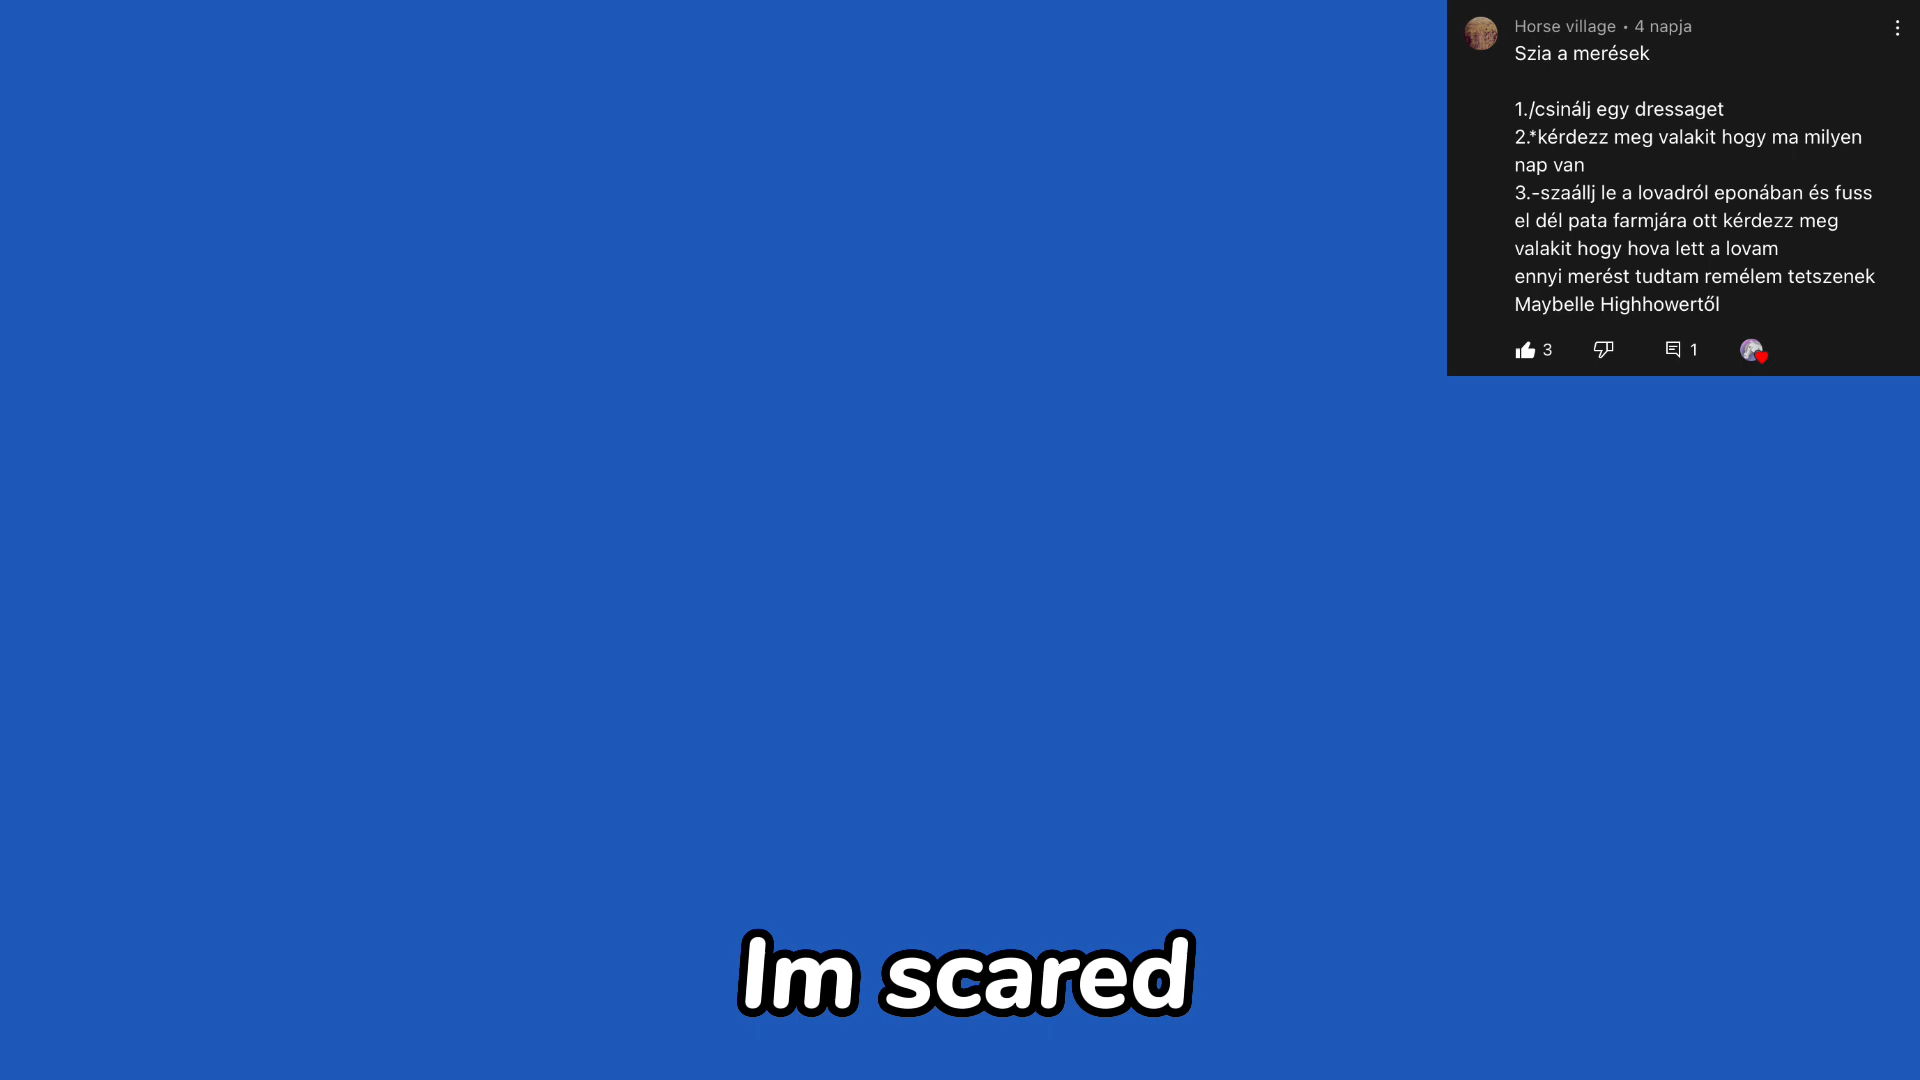 Horse village • 4 napja
Szia a merések
1./csinálj egy dressaget
2.*kérdezz meg valakit hogy ma milyen
nap van
3.-szaállj le a lovadról eponában és fuss
el dél pata farmjára ott kérdezz meg
valakit hogy hova lett a lovam
ennyi merést tudtam remélem tetszenek
Maybelle Highhowertől
3 1
Im scared